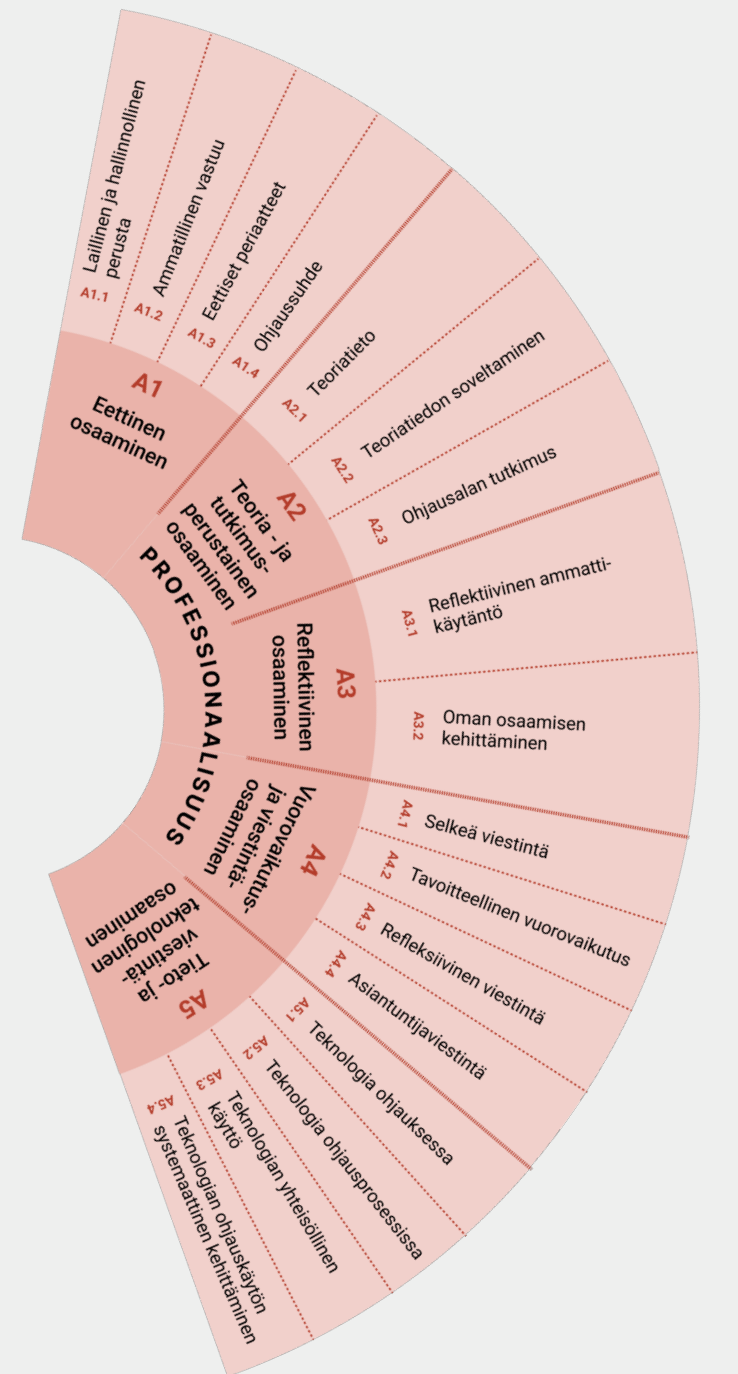 PROFESSIONAALISUUS
A1
Eettinen
osaaminen
A1.1
Laillinen ja hallinnollinen
perusta
A1.2
Ammatillinen vastuu
A1.3
Eettiset periaatteet
A1.4
Ohjaussuhde
A2
Teoria - ja
tutkimus-
perustainen
osaaminen
A2.1
Teoriatieto
A2.2
Teoriatiedon soveltaminen
A2.3
Ohjausalan tutkimus
A3
Reflektiivinen
osaaminen
A3.1
Reflektiivinen ammatti-
käytäntö
A3.2
Oman osaamisen
kehittäminen
A4
Vuorovaikutus-
ja viestintä-
osaaminen
A4.1
Selkeä viestintä
A4.2
Tavoitteellinen vuorovaikutus
A4.3
Refleksiivinen viestintä
A4.4
Asiantuntijaviestintä
A5
Tieto- ja
viestintä-
teknologinen
osaaminen
A5.1
Teknologia ohjauksessa
A5.2
Teknologia ohjausprosessissa
A5.3
Teknologian yhteisöllinen
käyttö
A5.4
Teknologian ohjauskäytön
systemaattinen kehittäminen